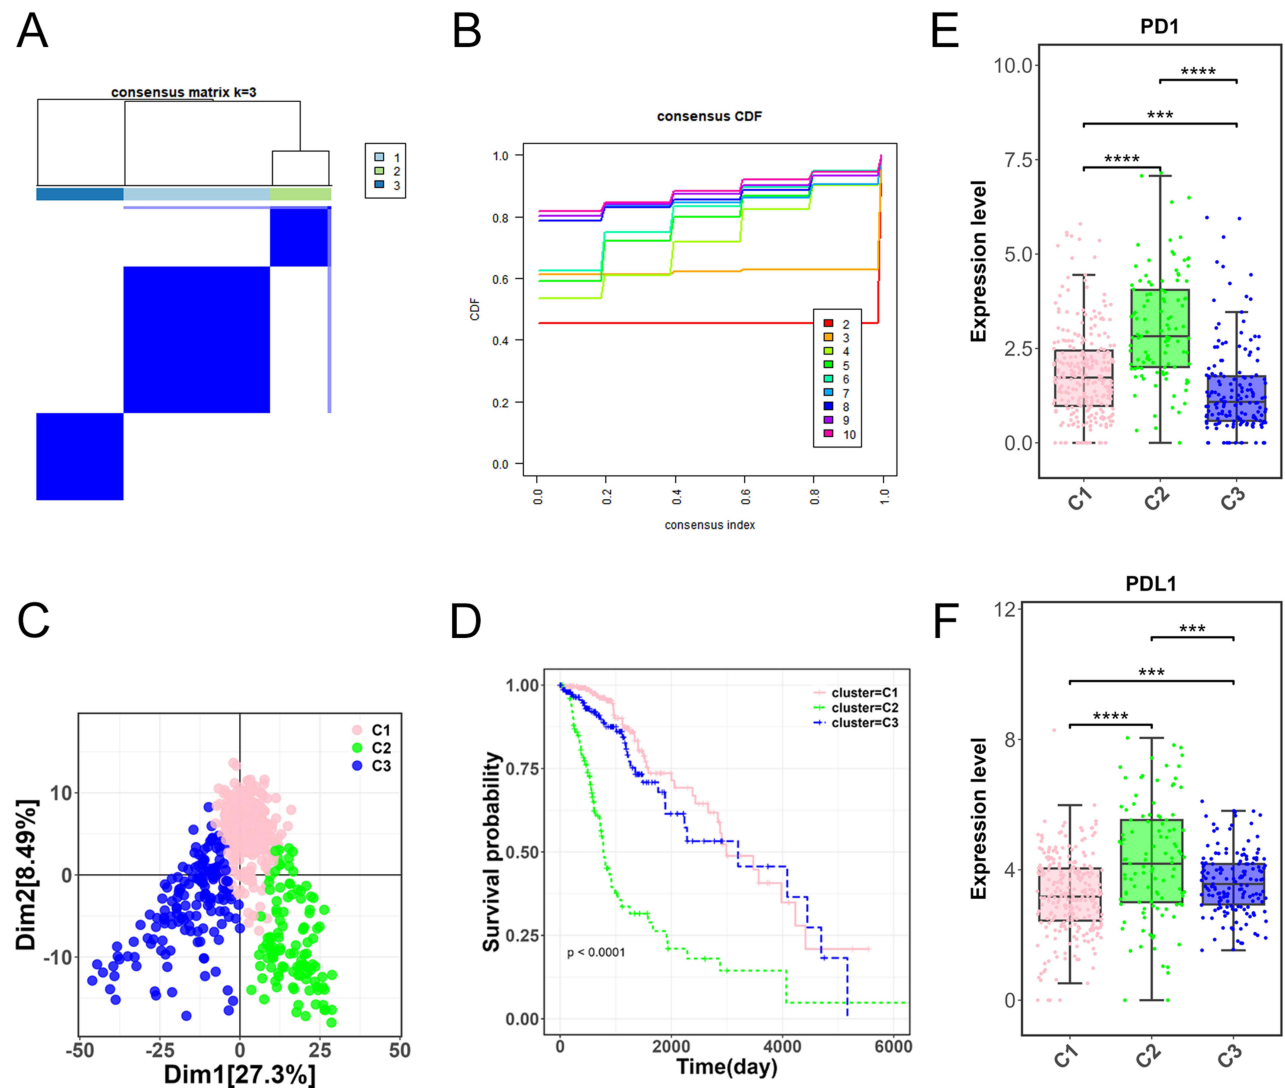 A
consensus matrix k=3
1
2
3
B
consensus CDF
CDF
1.0
0.8
0.6
0.4
0.2
0.0
0.0
0.2
0.4
0.6
0.8
1.0
consensus index
2
3
4
5
6
7
8
9
10
E
PD1
Expression level
10.0
7.5
5.0
2.5
0.0
****
***
****
C1
C2
C3
C
Dim2[8.49%]
10
0
-10
-50
-25
0
25
50
Dim1[27.3%]
C1
C2
C3
D
Survival probability
1.00
0.75
0.50
0.25
0.00
cluster=C1
cluster=C2
cluster=C3
p < 0.0001
0
2000
4000
6000
Time(day)
F
PDL1
Expression level
12
8
4
0
***
***
****
C1
C2
C3